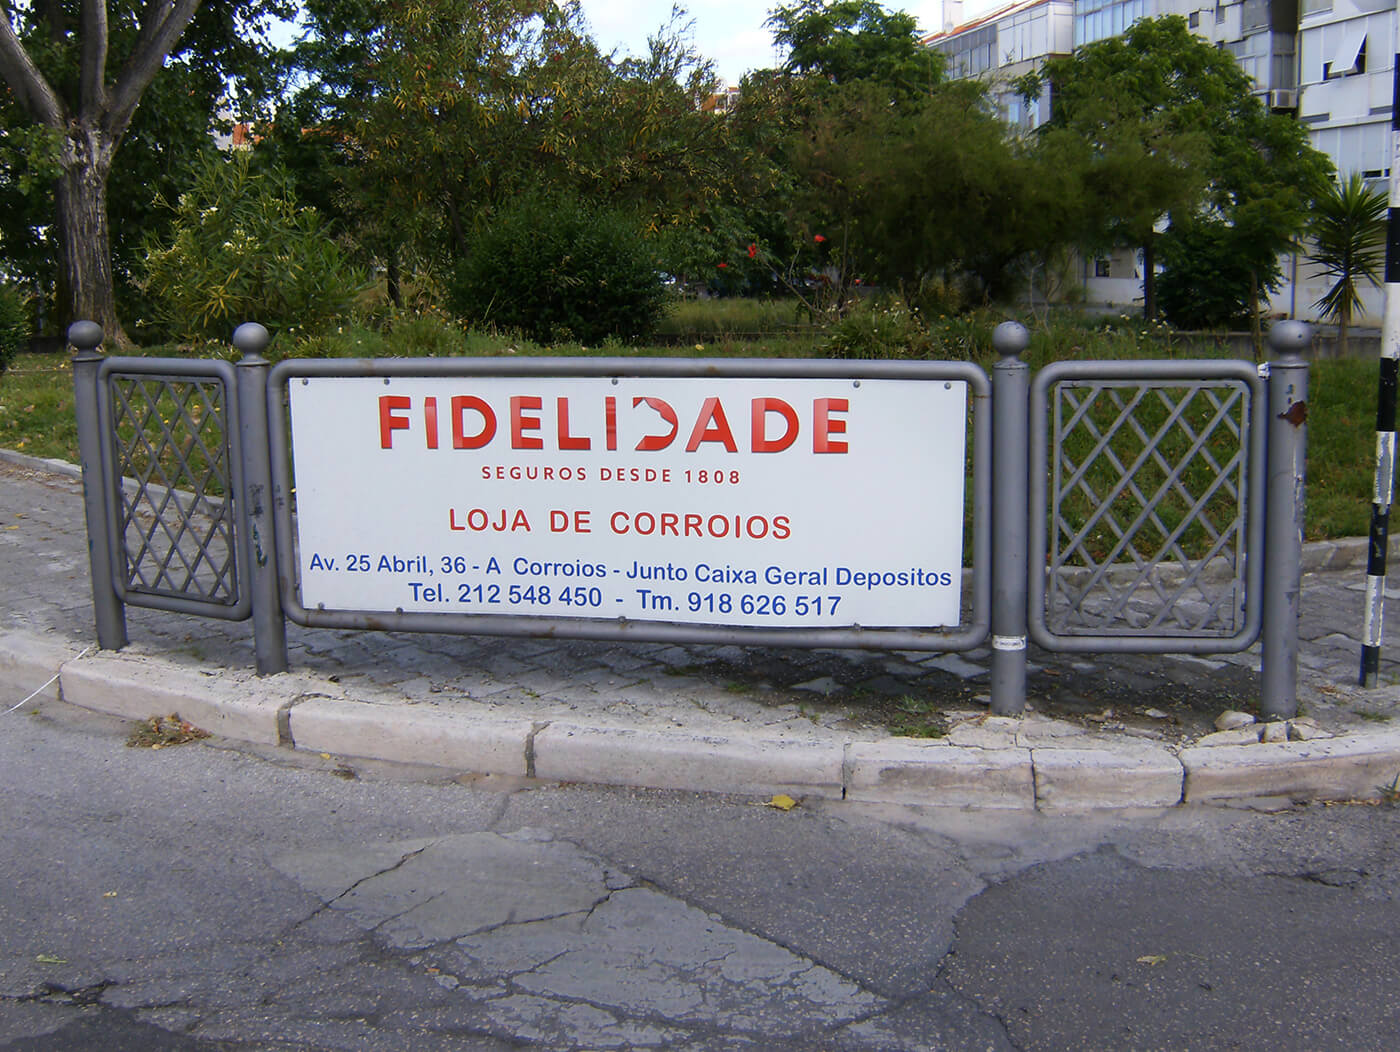 FIDELIDADE
SEGUROS DESDE 1808
LOJA DE CORROIOS
Av. 25 Abril, 36 - A Corroios - Junto Caixa Geral Depositos
Tel. 212 548 450 - Tm. 918 626 517